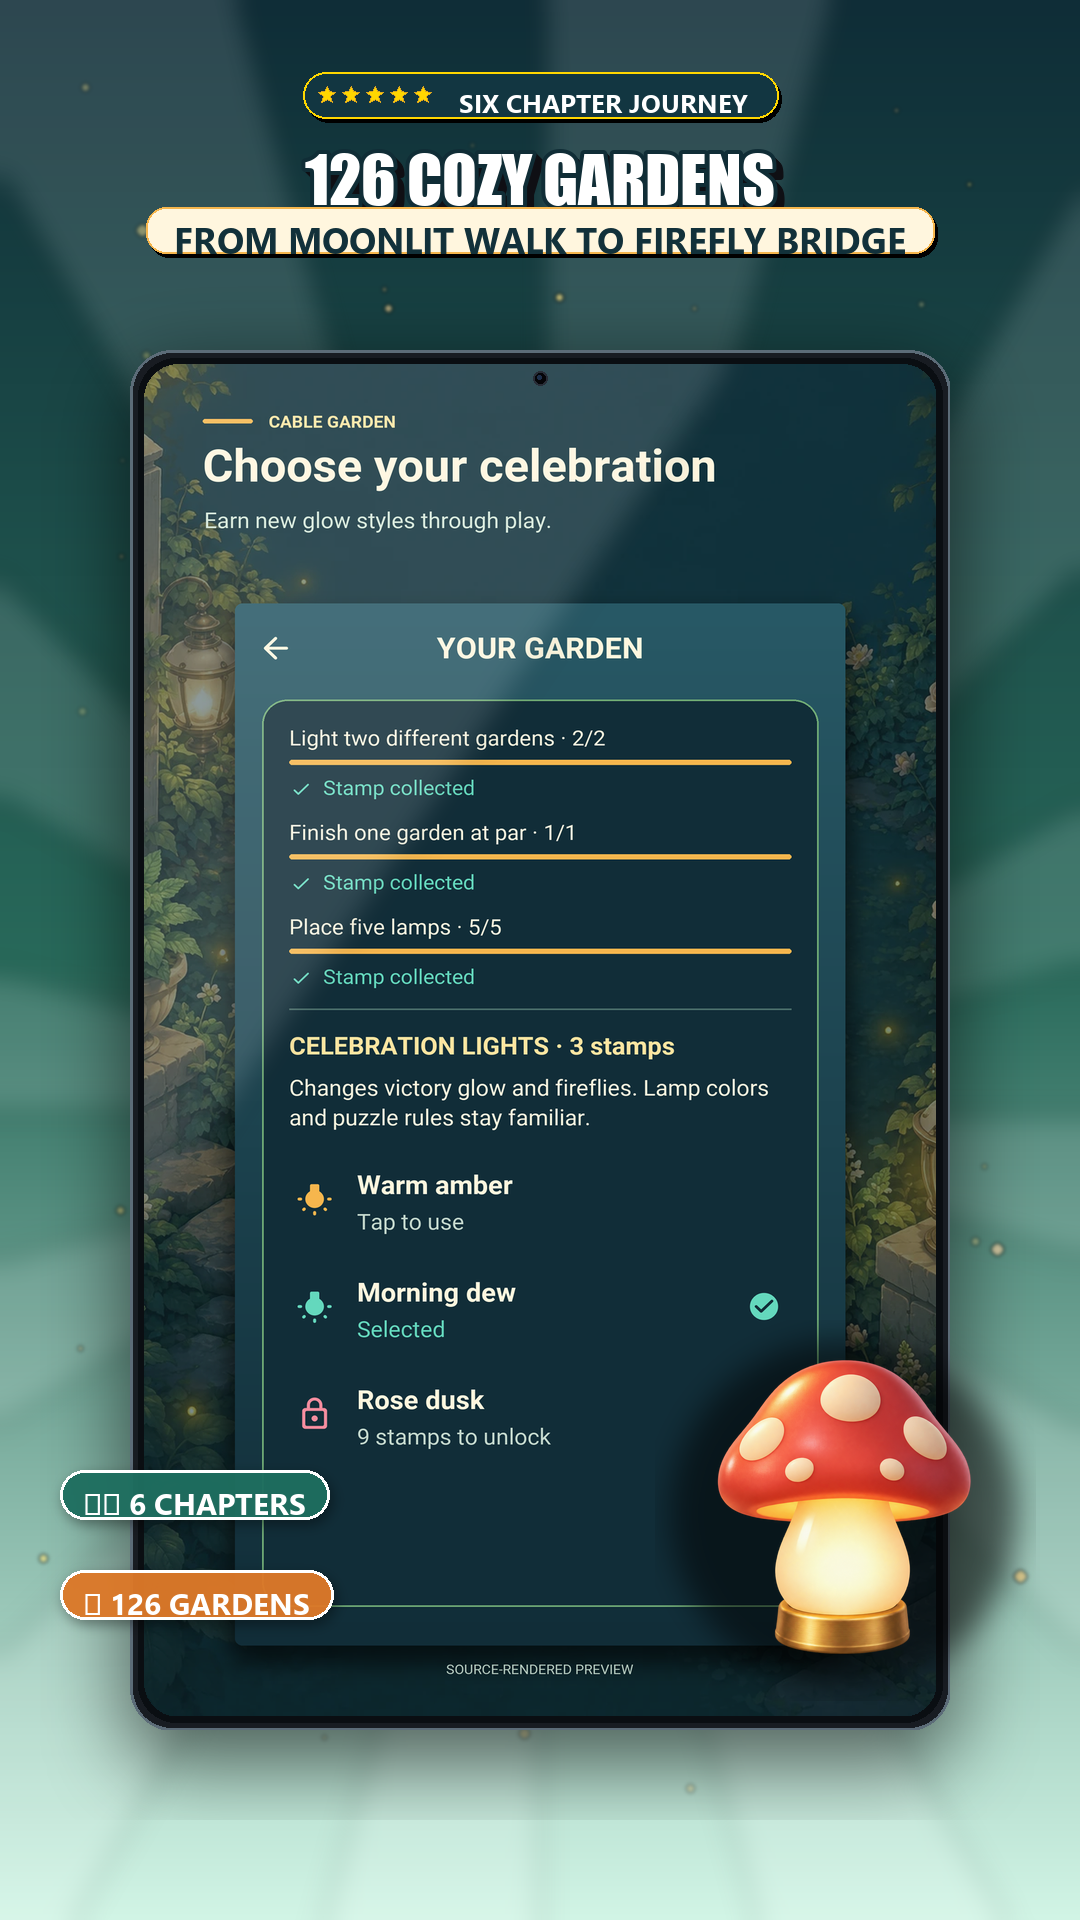 ★★★★★ SIX CHAPTER JOURNEY
126 COZY GARDENS
FROM MOONLIT WALK TO FIREFLY BRIDGE
CABLE GARDEN
Choose your celebration
Earn new glow styles through play.
YOUR GARDEN
Light two different gardens · 2/2
Stamp collected
Finish one garden at par · 1/1
Stamp collected
Place five lamps · 5/5
Stamp collected
CELEBRATION LIGHTS · 3 stamps
Changes victory glow and fireflies. Lamp colors
and puzzle rules stay familiar.
Warm amber
Tap to use
Morning dew
Selected
Rose dusk
9 stamps to unlock
6 CHAPTERS
126 GARDENS
SOURCE-RENDERED PREVIEW